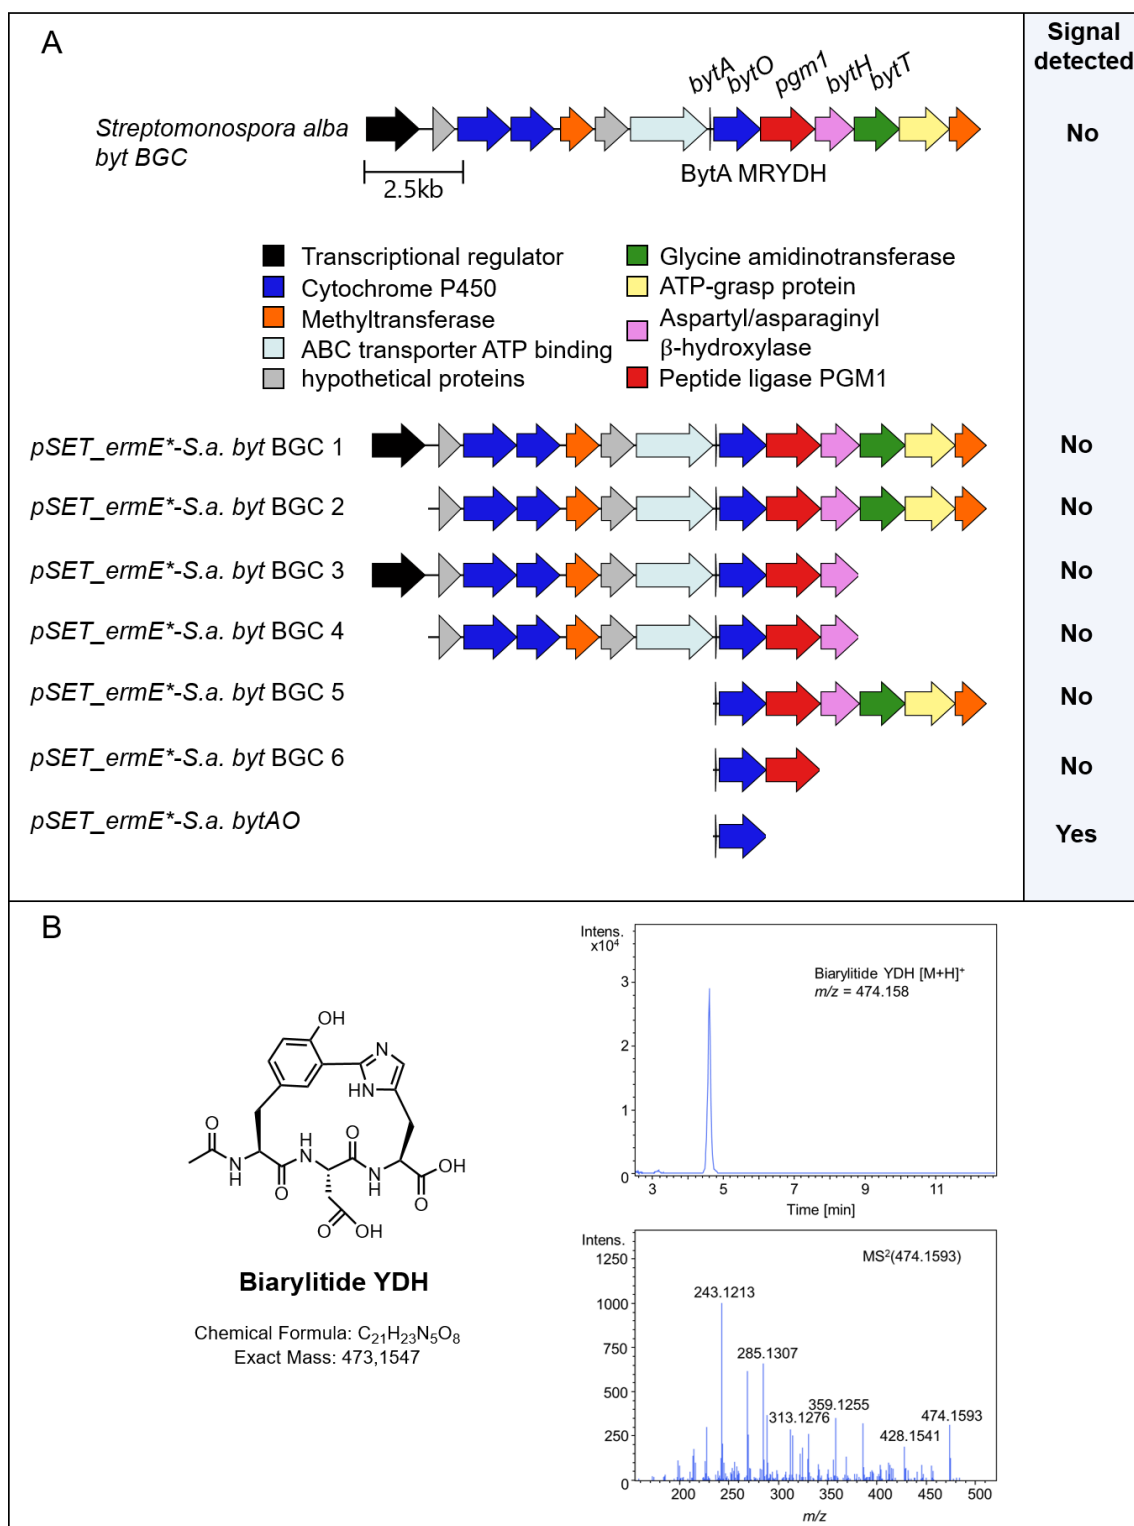 A
Signal
detected
bytA
bytO
pgm1
bytH
bytT
Streptomonospora alba
byt BGC
No
2.5kb
BytA MRYDH
Transcriptional regulator
Cytochrome P450
Methyltransferase
ABC transporter ATP binding
hypothetical proteins
Glycine amidinotransferase
ATP-grasp protein
Aspartyl/asparaginyl
β-hydroxylase
Peptide ligase PGM1
pSET_ermE*-S.a. byt BGC 1
No
pSET_ermE*-S.a. byt BGC 2
No
pSET_ermE*-S.a. byt BGC 3
No
pSET_ermE*-S.a. byt BGC 4
No
pSET_ermE*-S.a. byt BGC 5
No
pSET_ermE*-S.a. byt BGC 6
No
pSET_ermE*-S.a. bytAO
Yes
B
OH
N
HN
O
N
H
O
H
N
O
N
H
O
OH
O
OH
Biarylitide YDH
Chemical Formula: C21H23N5O8
Exact Mass: 473,1547
Intens.
x10⁴
Biarylitide YDH [M+H]⁺
m/z = 474.158
3
2
1
0
3 5 7 9 11
Time [min]
Intens.
MS²(474.1593)
1250
1000
750
500
250
0
243.1213
285.1307
313.1276
359.1255
428.1541
474.1593
200 250 300 350 400 450 500
m/z